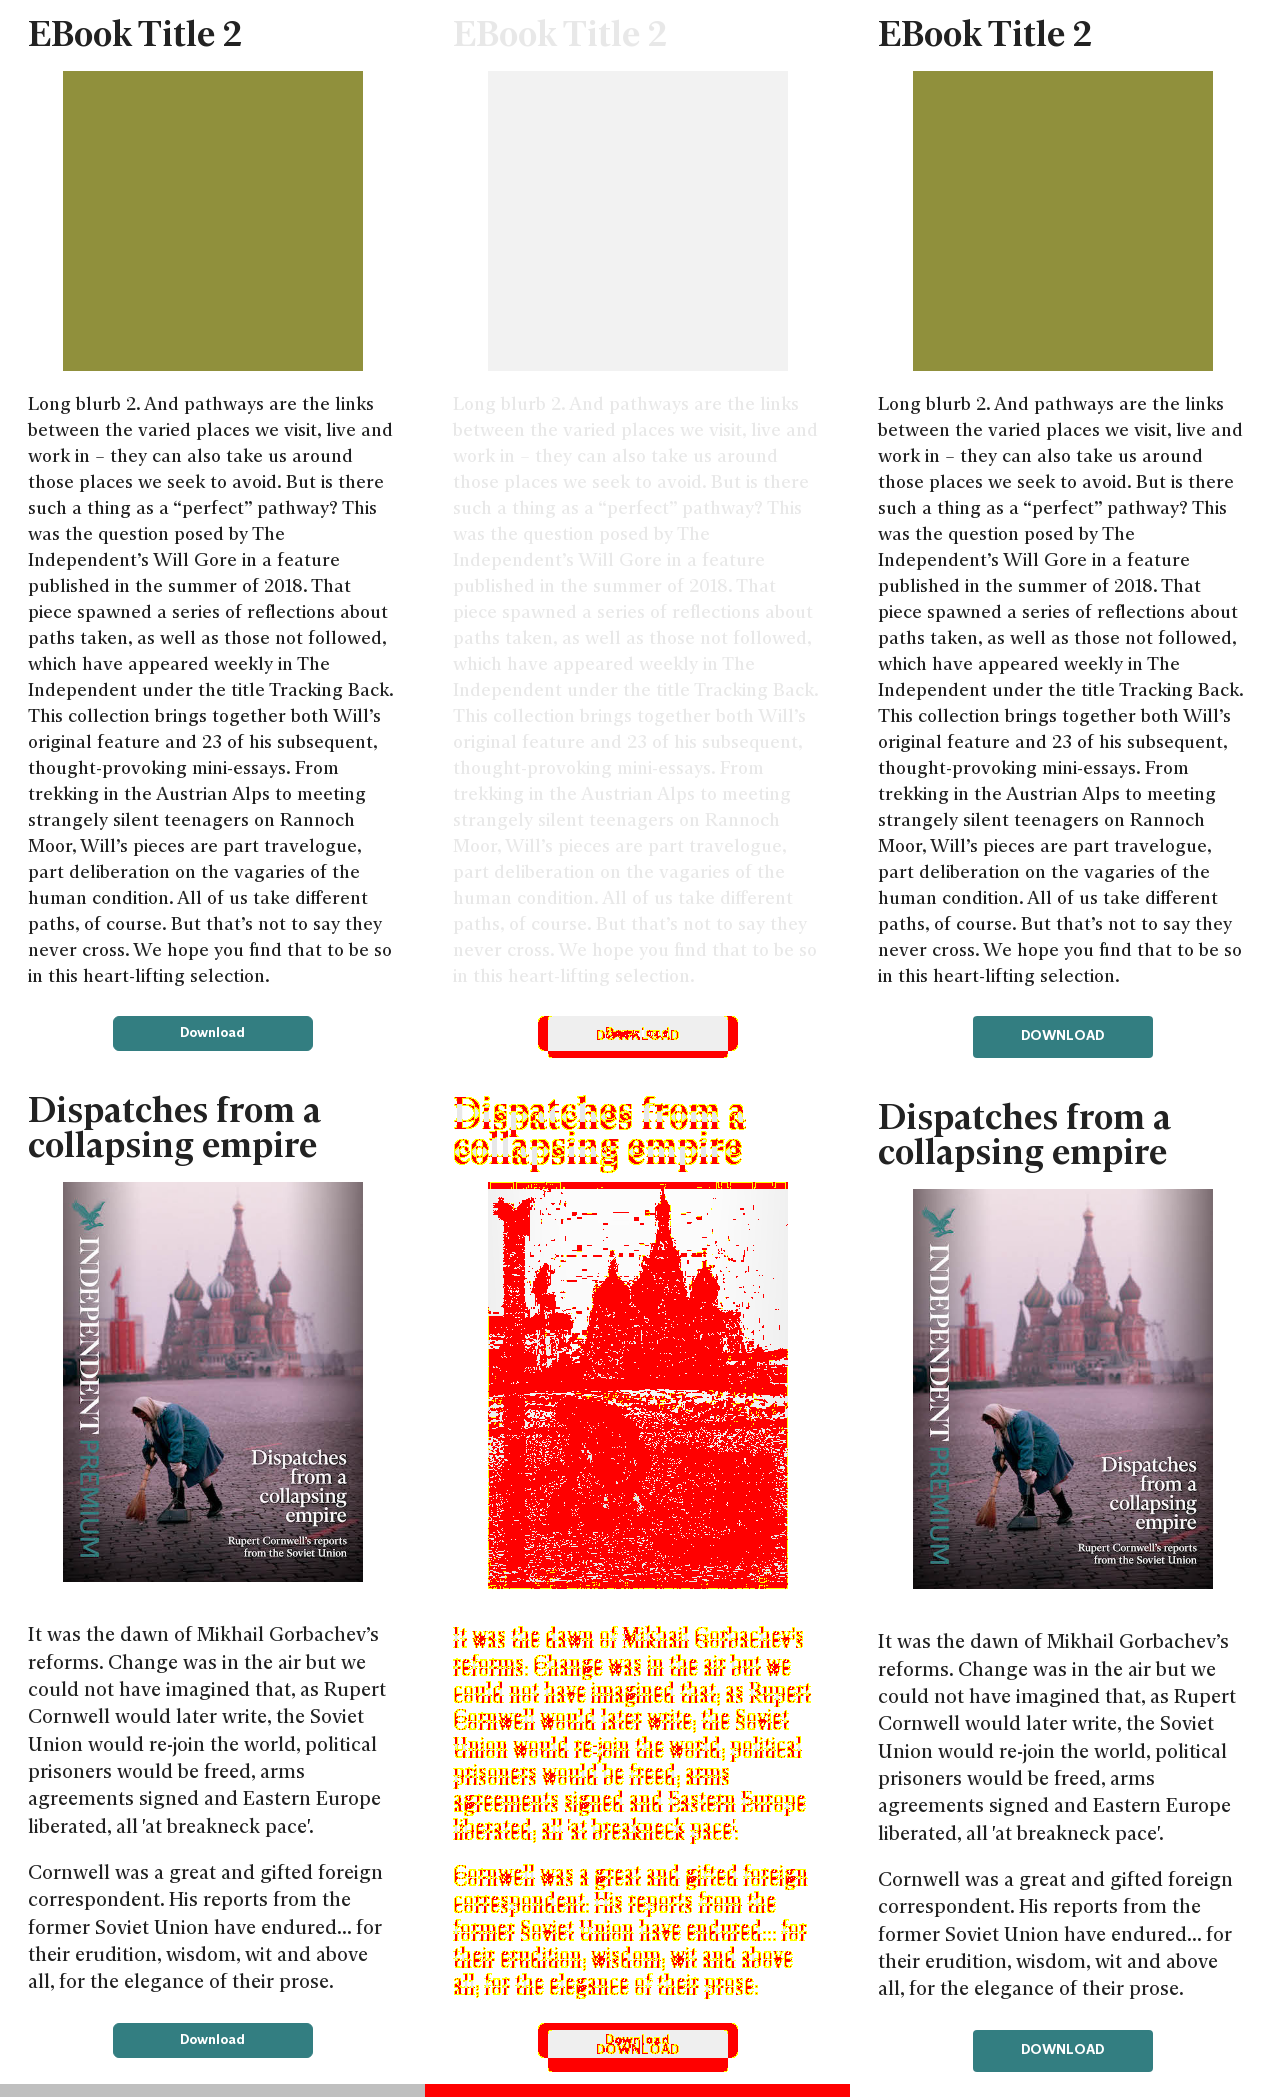 EBook Title 2
Long blurb 2. And pathways are the links
between the varied places we visit, live and
work in – they can also take us around
those places we seek to avoid. But is there
such a thing as a “perfect” pathway? This
was the question posed by The
Independent’s Will Gore in a feature
published in the summer of 2018. That
piece spawned a series of reflections about
paths taken, as well as those not followed,
which have appeared weekly in The
Independent under the title Tracking Back.
This collection brings together both Will’s
original feature and 23 of his subsequent,
thought-provoking mini-essays. From
trekking in the Austrian Alps to meeting
strangely silent teenagers on Rannoch
Moor, Will’s pieces are part travelogue,
part deliberation on the vagaries of the
human condition. All of us take different
paths, of course. But that’s not to say they
never cross. We hope you find that to be so
in this heart-lifting selection.
Download
Dispatches from a
collapsing empire
INDEPENDENT PREMIUM
Dispatches
from a
collapsing
empire
Rupert Cornwell’s reports
from the Soviet Union
It was the dawn of Mikhail Gorbachev’s
reforms. Change was in the air but we
could not have imagined that, as Rupert
Cornwell would later write, the Soviet
Union would re-join the world, political
prisoners would be freed, arms
agreements signed and Eastern Europe
liberated, all 'at breakneck pace'.
Cornwell was a great and gifted foreign
correspondent. His reports from the
former Soviet Union have endured... for
their erudition, wisdom, wit and above
all, for the elegance of their prose.
Download
EBook Title 2
Long blurb 2. And pathways are the links
between the varied places we visit, live and
work in – they can also take us around
those places we seek to avoid. But is there
such a thing as a “perfect” pathway? This
was the question posed by The
Independent’s Will Gore in a feature
published in the summer of 2018. That
piece spawned a series of reflections about
paths taken, as well as those not followed,
which have appeared weekly in The
Independent under the title Tracking Back.
This collection brings together both Will’s
original feature and 23 of his subsequent,
thought-provoking mini-essays. From
trekking in the Austrian Alps to meeting
strangely silent teenagers on Rannoch
Moor, Will’s pieces are part travelogue,
part deliberation on the vagaries of the
human condition. All of us take different
paths, of course. But that’s not to say they
never cross. We hope you find that to be so
in this heart-lifting selection.
DOWNLOAD
Dispatches from a
collapsing empire
It was the dawn of Mikhail Gorbachev’s
reforms. Change was in the air but we
could not have imagined that, as Rupert
Cornwell would later write, the Soviet
Union would re-join the world, political
prisoners would be freed, arms
agreements signed and Eastern Europe
liberated, all 'at breakneck pace'.
Cornwell was a great and gifted foreign
correspondent. His reports from the
former Soviet Union have endured... for
their erudition, wisdom, wit and above
all, for the elegance of their prose.
Download
DOWNLOAD
EBook Title 2
Long blurb 2. And pathways are the links
between the varied places we visit, live and
work in – they can also take us around
those places we seek to avoid. But is there
such a thing as a “perfect” pathway? This
was the question posed by The
Independent’s Will Gore in a feature
published in the summer of 2018. That
piece spawned a series of reflections about
paths taken, as well as those not followed,
which have appeared weekly in The
Independent under the title Tracking Back.
This collection brings together both Will’s
original feature and 23 of his subsequent,
thought-provoking mini-essays. From
trekking in the Austrian Alps to meeting
strangely silent teenagers on Rannoch
Moor, Will’s pieces are part travelogue,
part deliberation on the vagaries of the
human condition. All of us take different
paths, of course. But that’s not to say they
never cross. We hope you find that to be so
in this heart-lifting selection.
DOWNLOAD
Dispatches from a
collapsing empire
INDEPENDENT PREMIUM
Dispatches
from a
collapsing
empire
Rupert Cornwell’s reports
from the Soviet Union
It was the dawn of Mikhail Gorbachev’s
reforms. Change was in the air but we
could not have imagined that, as Rupert
Cornwell would later write, the Soviet
Union would re-join the world, political
prisoners would be freed, arms
agreements signed and Eastern Europe
liberated, all 'at breakneck pace'.
Cornwell was a great and gifted foreign
correspondent. His reports from the
former Soviet Union have endured... for
their erudition, wisdom, wit and above
all, for the elegance of their prose.
DOWNLOAD